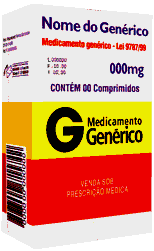 Nome do Genérico
Medicamento genérico - Lei 9787/99
000mg
CONTÉM 00 Comprimidos
G Medicamento
Genérico
VENDA SOB
PRESCRIÇÃO MÉDICA